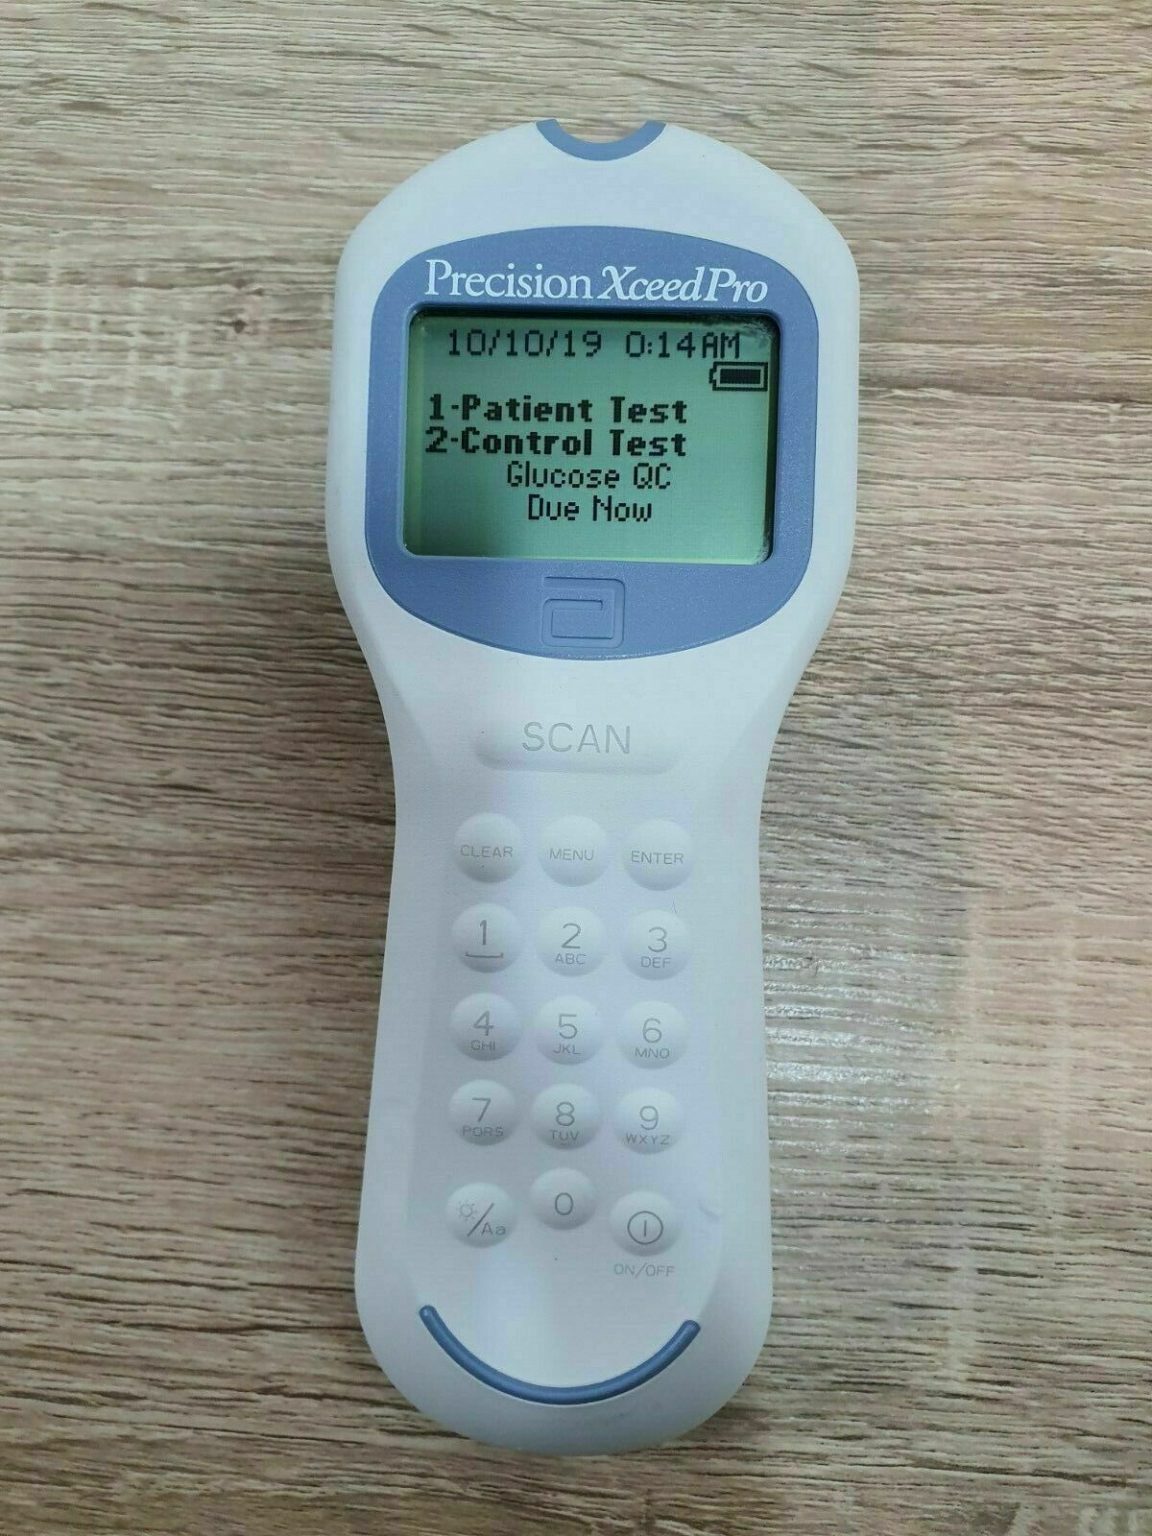 Precision XceedPro
10/10/19 0:14AM
1-Patient Test
2-Control Test
Glucose QC
Due Now
SCAN
CLEAR MENU ENTER
1 2 3
ABC DEF
4 5 6
GHI JKL MNO
7 8 9
PQRS TUV WXYZ
0
/Aa
ON/OFF